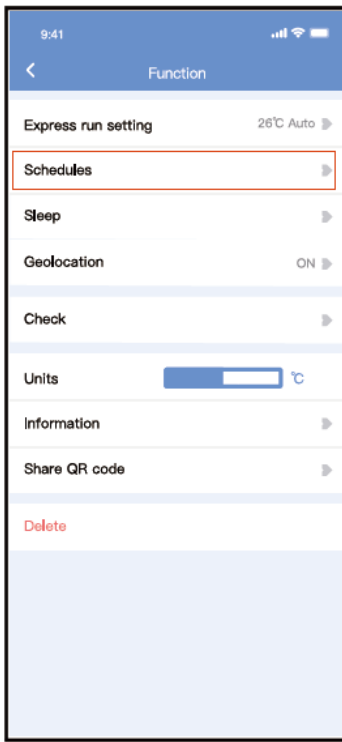 9:41
Function
Express run setting 26℃ Auto
Schedules
Sleep
Geolocation ON
Check
Units ℃
Information
Share QR code
Delete